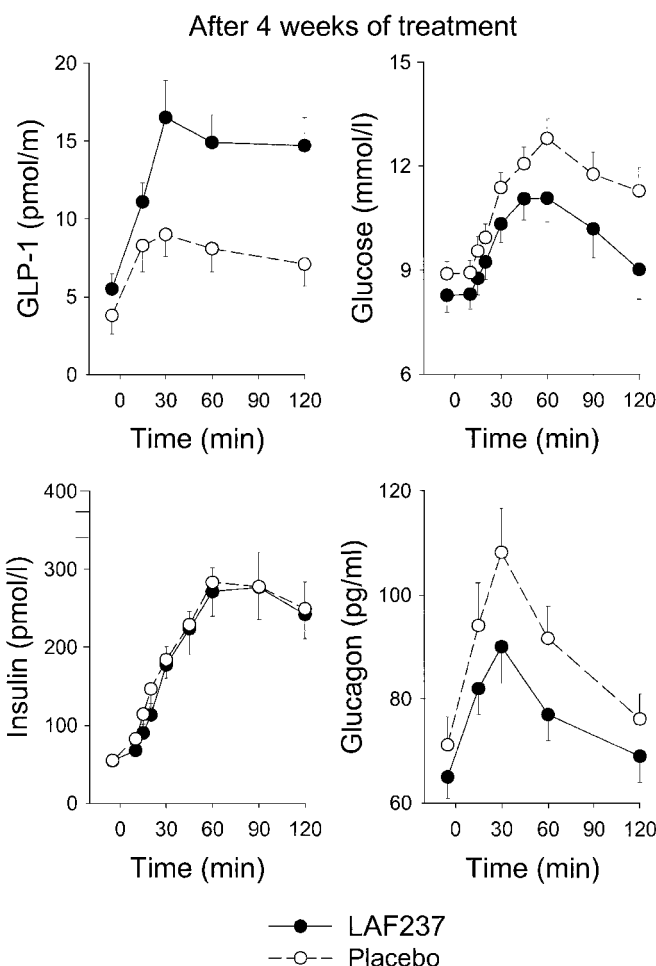 After 4 weeks of treatment
GLP-1 (pmol/m)
20
15
10
5
0
0 30 60 90 120
Time (min)
Glucose (mmol/l)
15
12
9
6
0 30 60 90 120
Time (min)
Insulin (pmol/l)
400
300
200
100
0
0 30 60 90 120
Time (min)
Glucagon (pg/ml)
120
100
80
60
0 30 60 90 120
Time (min)
LAF237
Placebo